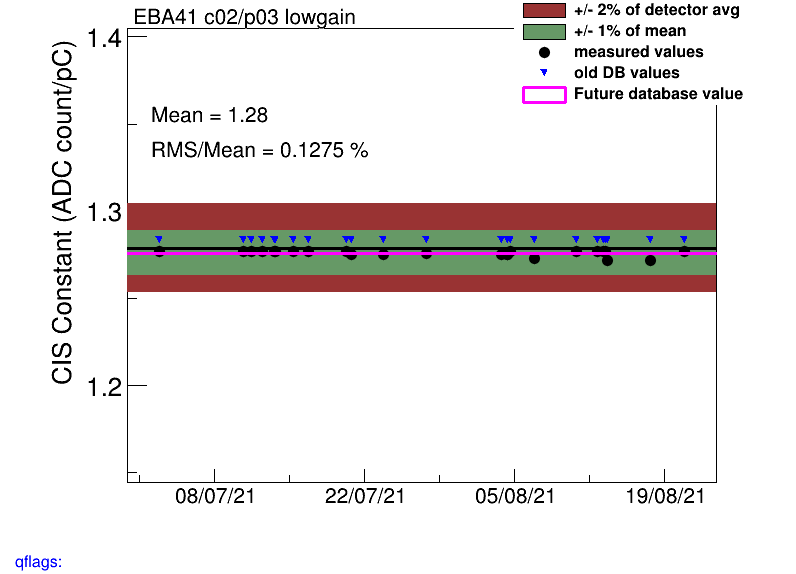 EBA41 c02/p03 lowgain
+/- 2% of detector avg
+/- 1% of mean
measured values
old DB values
Future database value
Mean = 1.28
RMS/Mean = 0.1275 %
CIS Constant (ADC count/pC)
1.4
1.3
1.2
08/07/21
22/07/21
05/08/21
19/08/21
qflags: